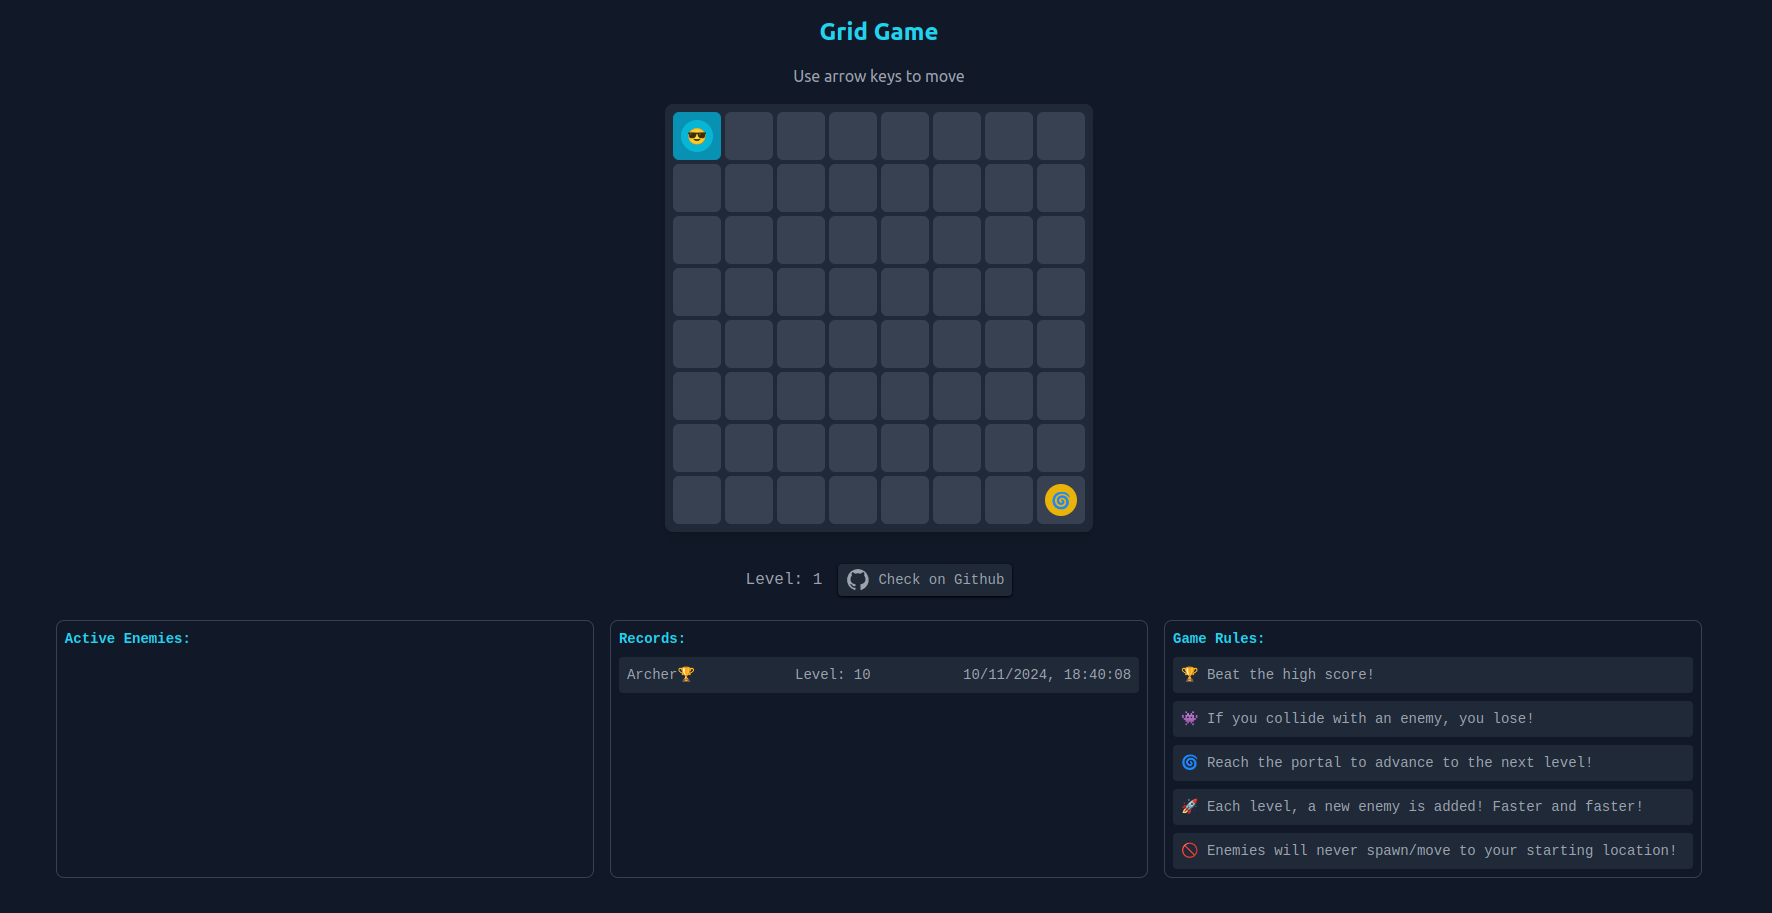 Grid Game
Use arrow keys to move
Level: 1
Check on Github
Active Enemies:
Records:
Archer🏆 Level: 10 10/11/2024, 18:40:08
Game Rules:
🏆 Beat the high score!
👾 If you collide with an enemy, you lose!
🌀 Reach the portal to advance to the next level!
🚀 Each level, a new enemy is added! Faster and faster!
🚫 Enemies will never spawn/move to your starting location!